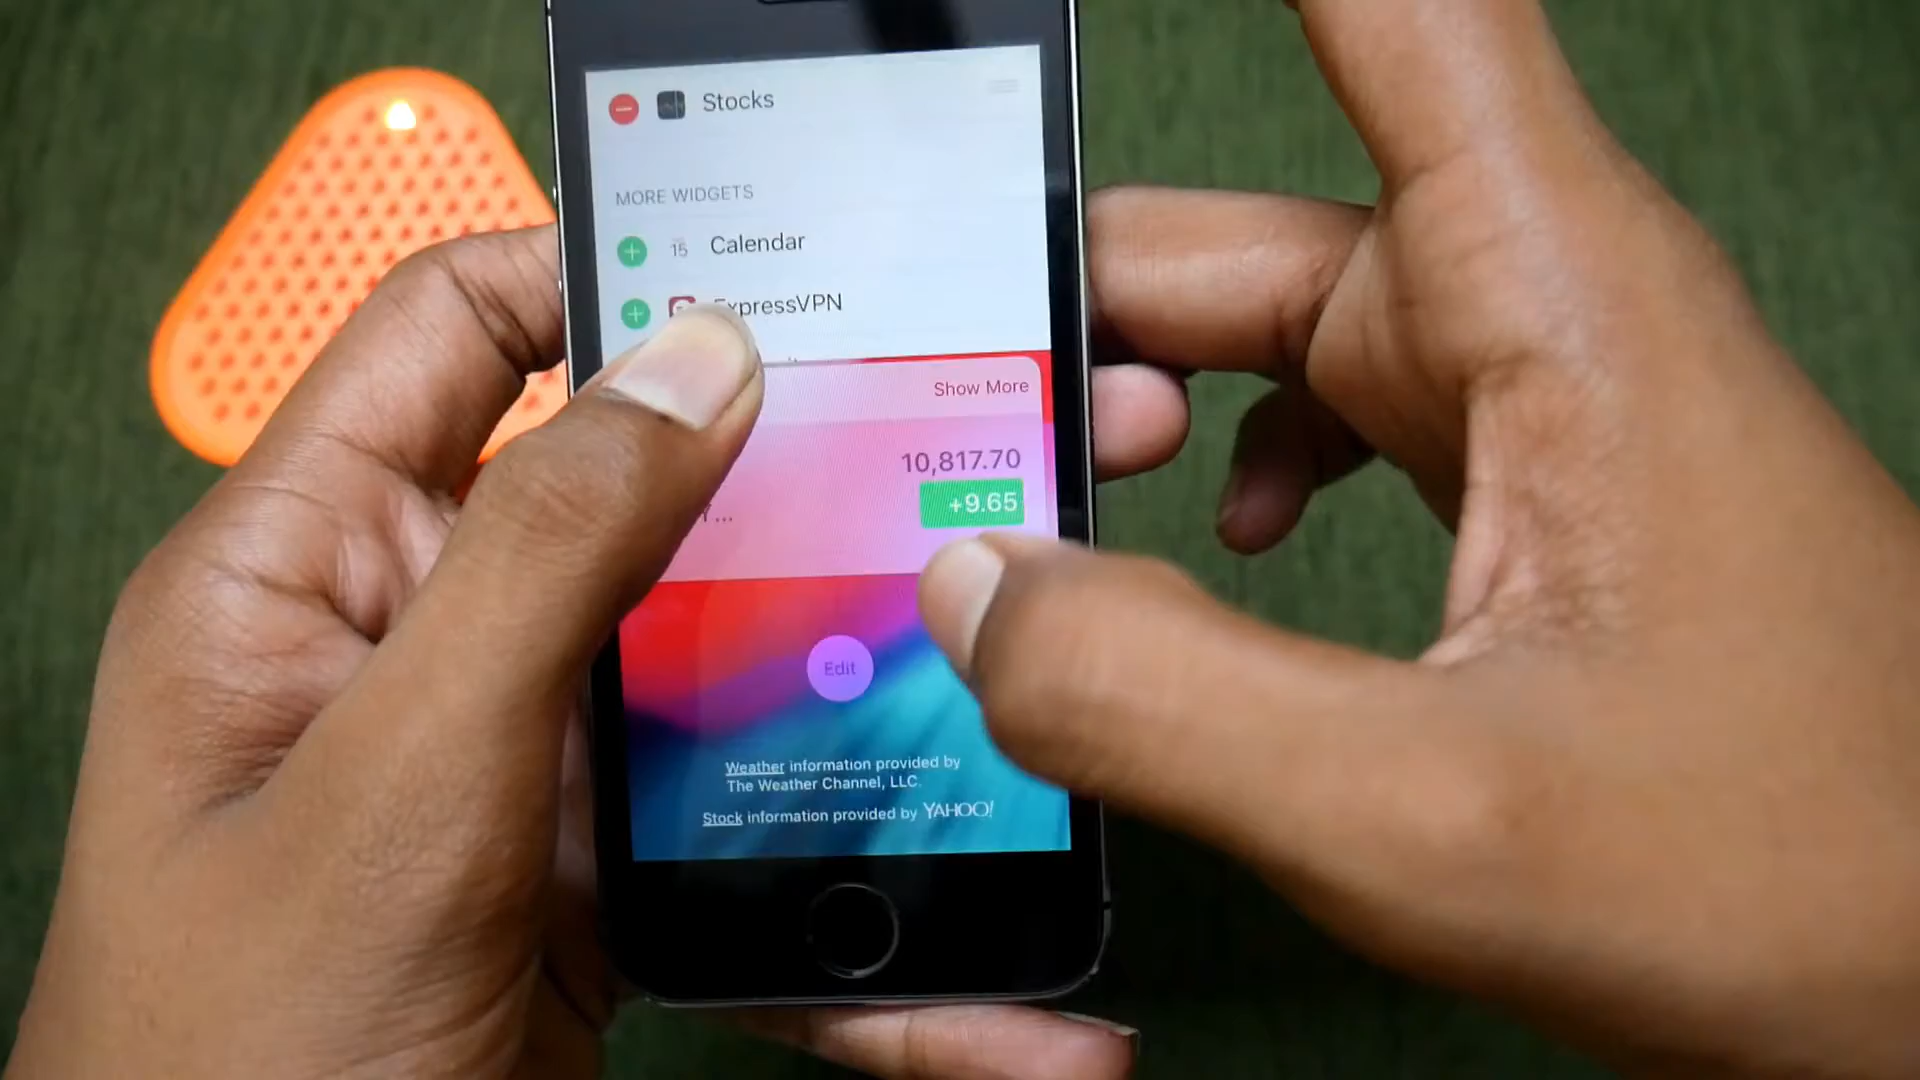 Stocks
MORE WIDGETS
15 Calendar
ExpressVPN
Show More
10,817.70
+9.65
Edit
Weather information provided by
The Weather Channel, LLC.
Stock information provided by YAHOO!